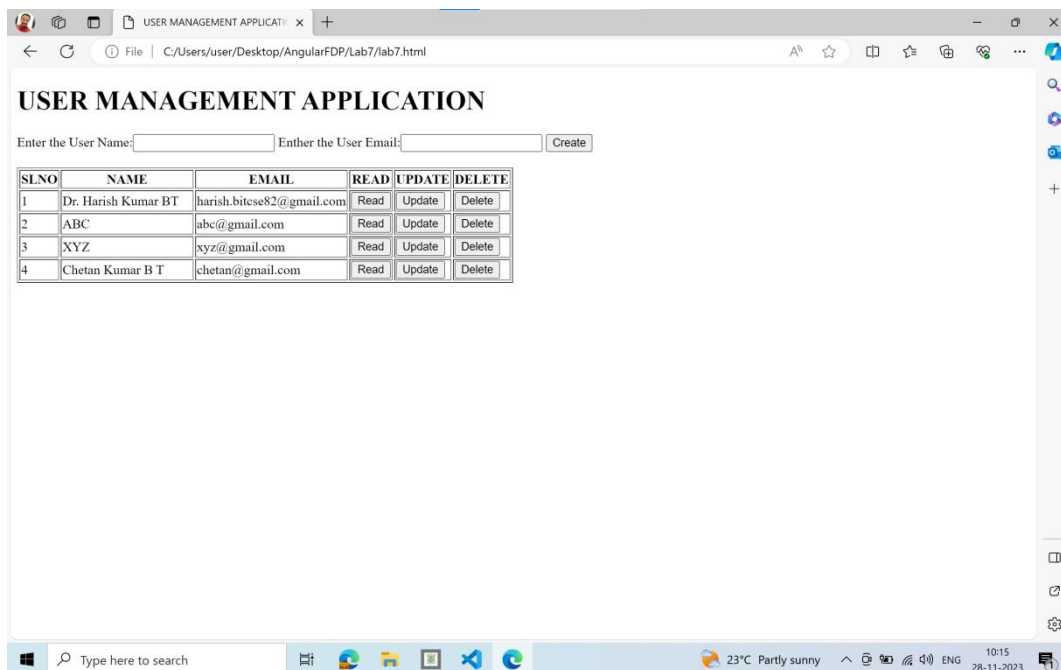 USER MANAGEMENT APPLICATI
File | C:/Users/user/Desktop/AngularFDP/Lab7/lab7.html
USER MANAGEMENT APPLICATION
Enter the User Name: Enther the User Email: Create
SLNO NAME EMAIL READ UPDATE DELETE
1 Dr. Harish Kumar BT harish.bitcse82@gmail.com Read Update Delete
2 ABC abc@gmail.com Read Update Delete
3 XYZ xyz@gmail.com Read Update Delete
4 Chetan Kumar B T chetan@gmail.com Read Update Delete
Type here to search 23°C Partly sunny ENG 10:15
28-11-2023